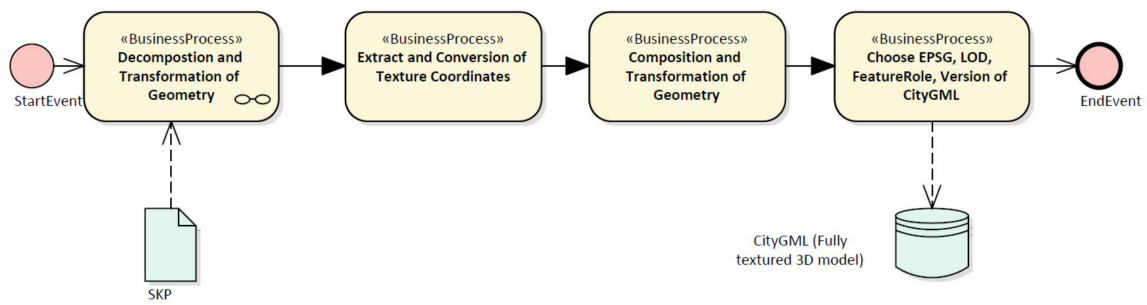 «BusinessProcess»
Decompostion and
Transformation of
Geometry
«BusinessProcess»
Extract and Conversion of
Texture Coordinates
«BusinessProcess»
Composition and
Transformation of
Geometry
«BusinessProcess»
Choose EPSG, LOD,
FeatureRole, Version of
CityGML
StartEvent
EndEvent
CityGML (Fully
textured 3D model)
SKP